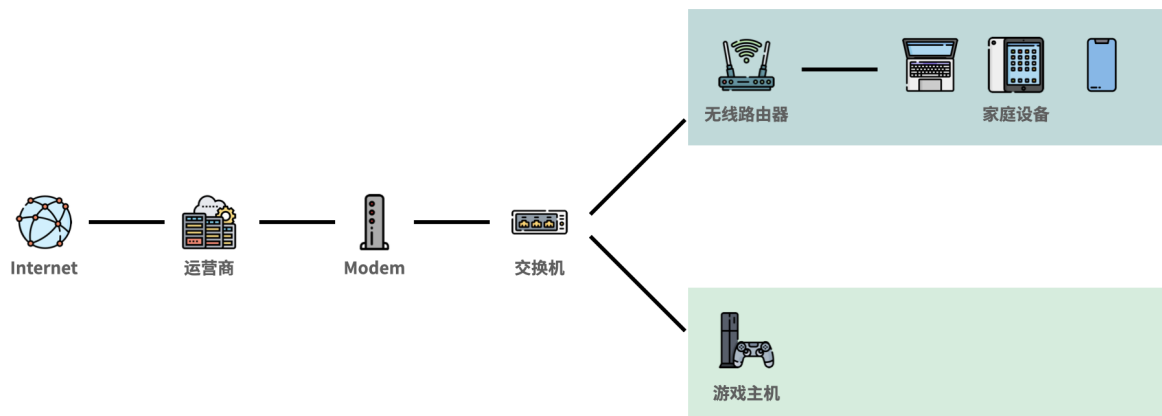 无线路由器
家庭设备
Internet
运营商
Modem
交换机
游戏主机